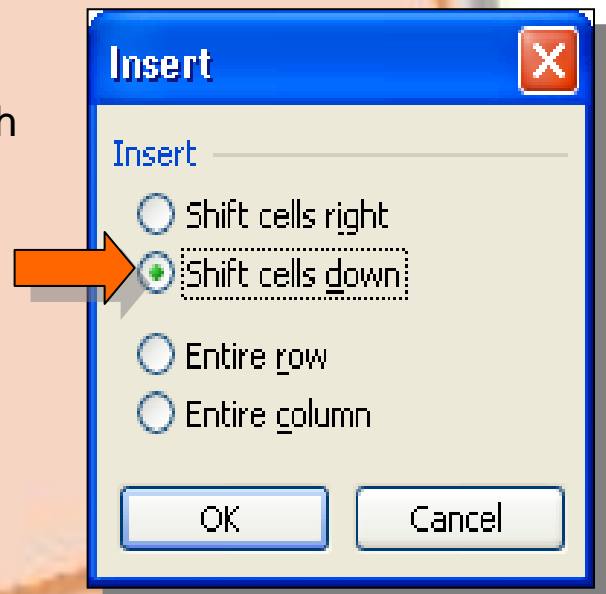 Insert
h
Insert
Shift cells right
Shift cells down
Entire row
Entire column
OK Cancel